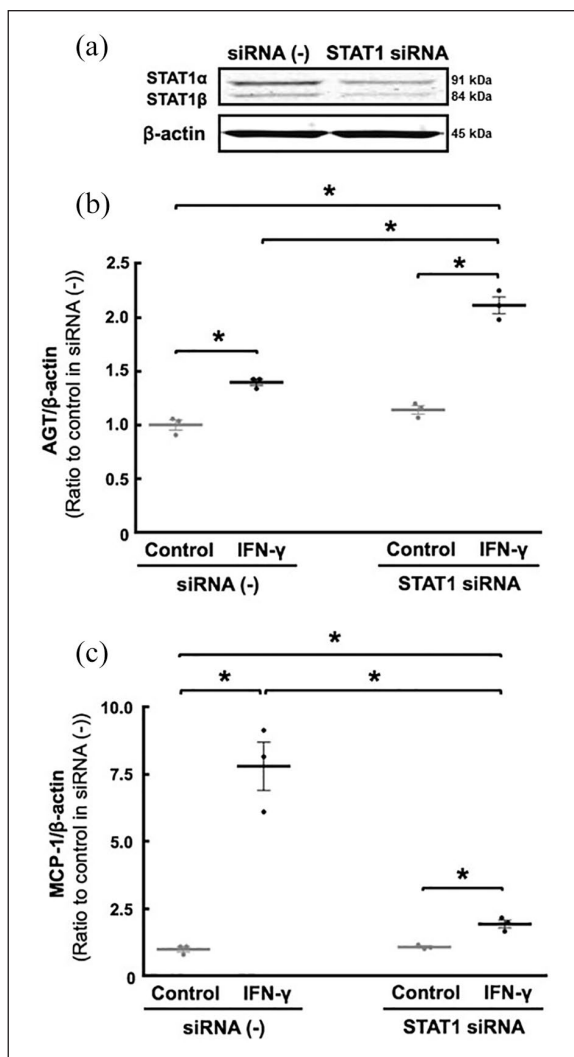 (a)
siRNA (-) STAT1 siRNA
STAT1α 91 kDa
STAT1β 84 kDa
β-actin 45 kDa
(b)
*
*
*
*
AGT/β-actin
(Ratio to control in siRNA (-))
2.5
2.0
1.5
1.0
0.5
0
Control IFN-γ Control IFN-γ
siRNA (-) STAT1 siRNA
(c)
*
* *
*
MCP-1/β-actin
(Ratio to control in siRNA (-))
10.0
7.5
5.0
2.5
0
Control IFN-γ Control IFN-γ
siRNA (-) STAT1 siRNA